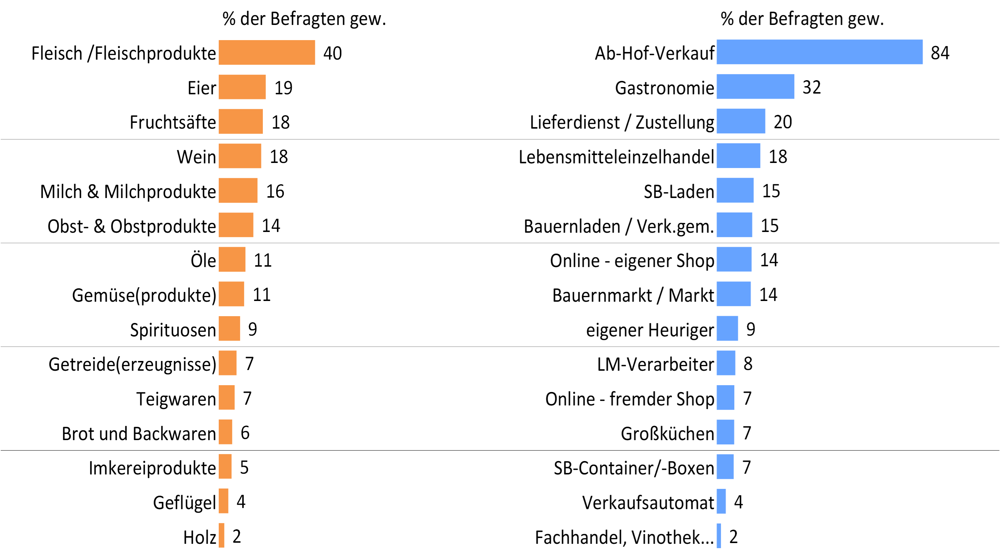 % der Befragten gew.
Fleisch /Fleischprodukte 40
Eier 19
Fruchtsäfte 18
Wein 18
Milch & Milchprodukte 16
Obst- & Obstprodukte 14
Öle 11
Gemüse(produkte) 11
Spirituosen 9
Getreide(erzeugnisse) 7
Teigwaren 7
Brot und Backwaren 6
Imkereiprodukte 5
Geflügel 4
Holz 2
% der Befragten gew.
Ab-Hof-Verkauf 84
Gastronomie 32
Lieferdienst / Zustellung 20
Lebensmitteleinzelhandel 18
SB-Laden 15
Bauernladen / Verk.gem. 15
Online - eigener Shop 14
Bauernmarkt / Markt 14
eigener Heuriger 9
LM-Verarbeiter 8
Online - fremder Shop 7
Großküchen 7
SB-Container/-Boxen 7
Verkaufsautomat 4
Fachhandel, Vinothek... 2